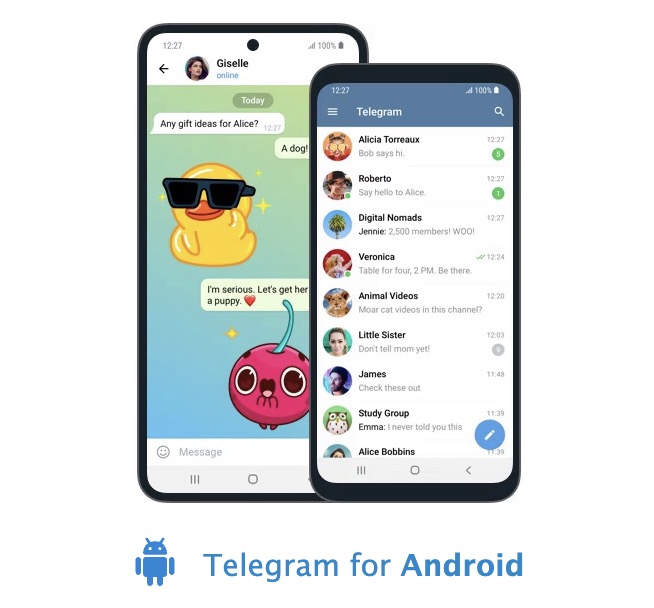 12:27
100%
Giselle
online
Today
Any gift ideas for Alice?
12:27
A dog!
I'm serious. Let's get her
a puppy. ❤️
Message
12:27
100%
Telegram
Alicia Torreaux 12:27
Bob says hi. 5
Roberto 12:27
Say hello to Alice. 1
Digital Nomads 12:27
Jennie: 2,500 members! WOO!
Veronica 12:24
Table for four, 2 PM. Be there.
Animal Videos 12:20
Moar cat videos in this channel?
Little Sister 12:03
Don't tell mom yet! 9
James 11:48
Check these out
Study Group 11:39
Emma: I never told you this
Alice Bobbins 11:39
Telegram for Android